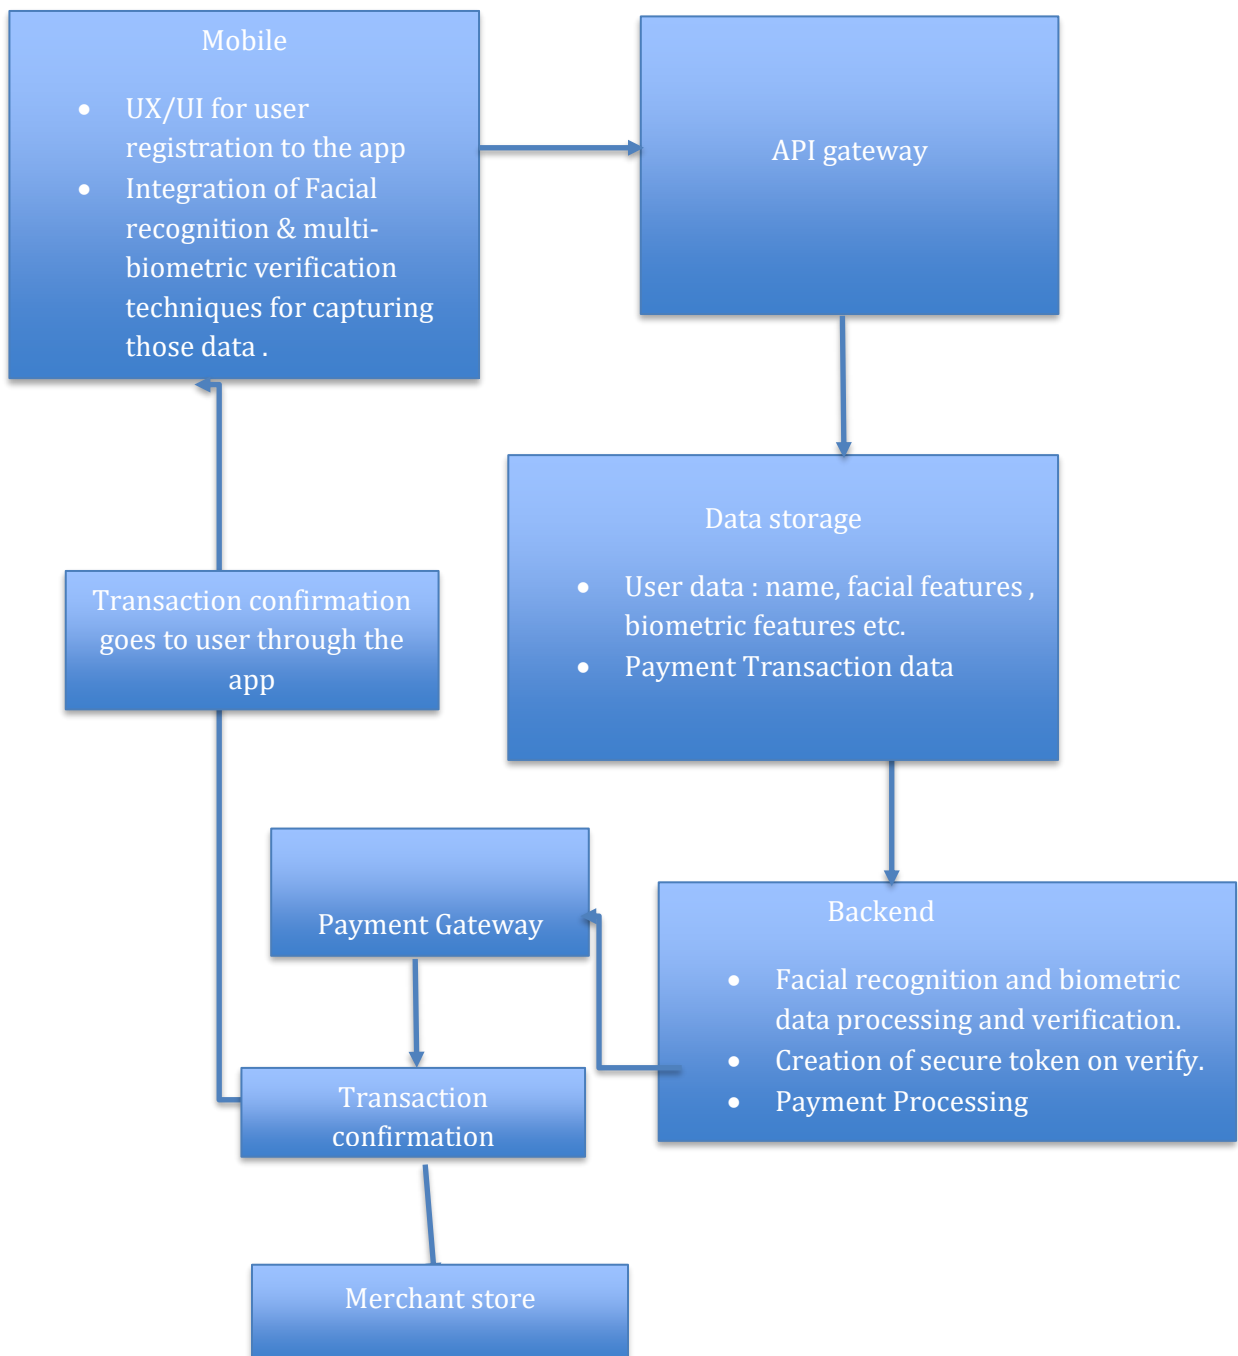 Mobile
• UX/UI for user
registration to the app
• Integration of Facial
recognition & multi-
biometric verification
techniques for capturing
those data .
API gateway
Data storage
• User data : name, facial features ,
biometric features etc.
• Payment Transaction data
Transaction confirmation
goes to user through the
app
Payment Gateway
Backend
• Facial recognition and biometric
data processing and verification.
• Creation of secure token on verify.
• Payment Processing
Transaction
confirmation
Merchant store